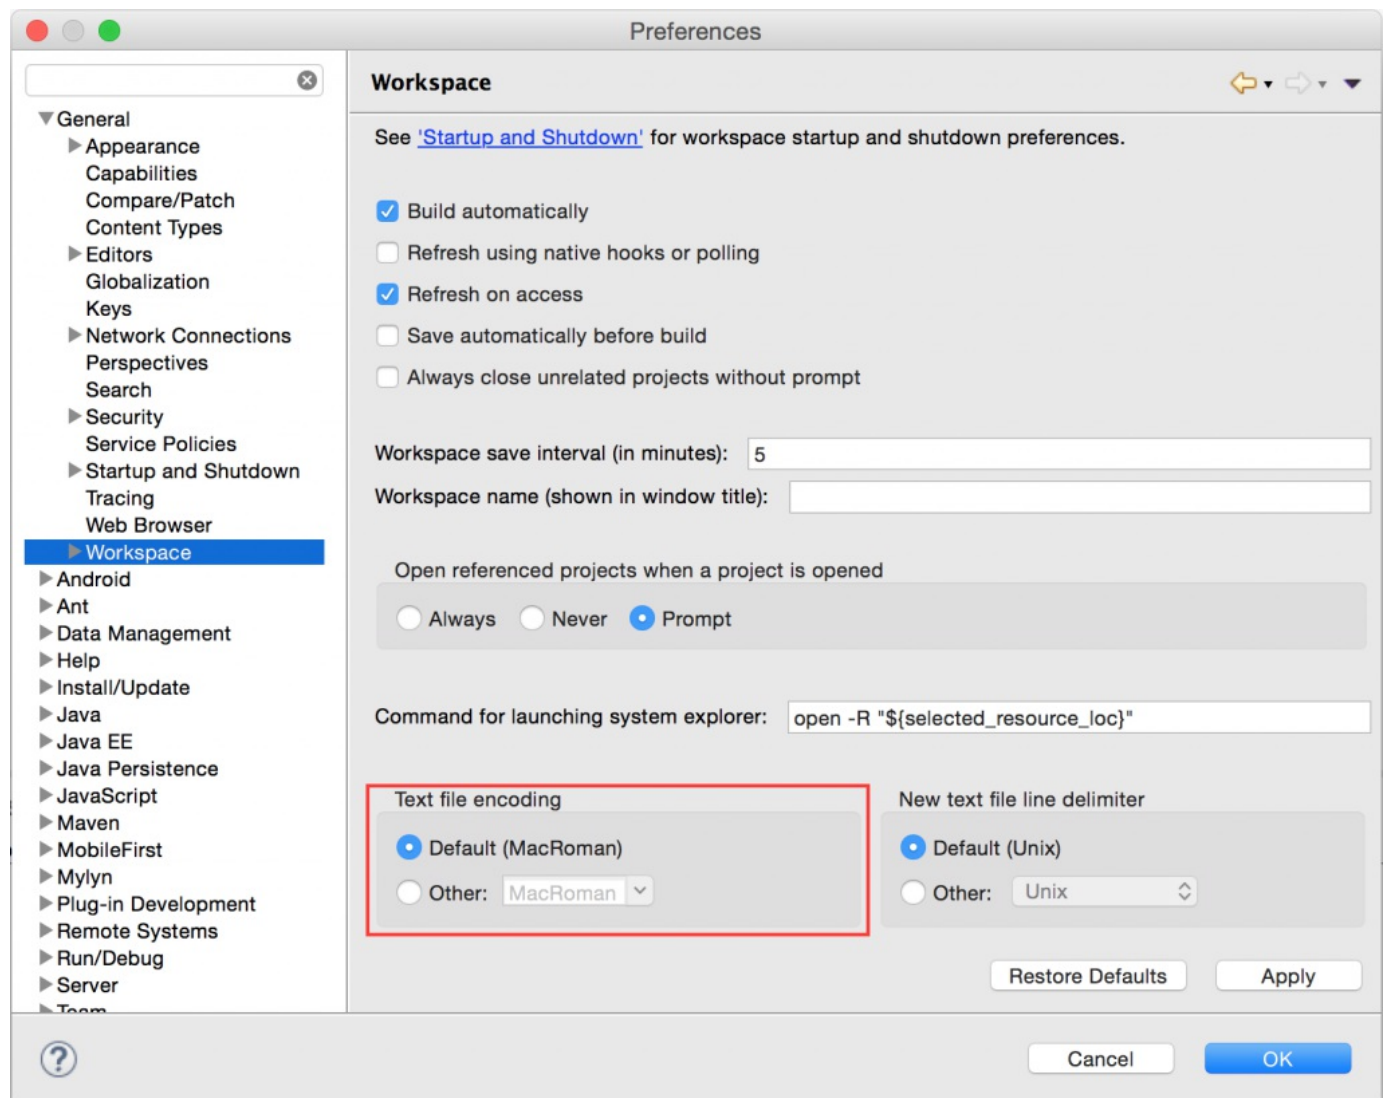 Preferences
General
Appearance
Capabilities
Compare/Patch
Content Types
Editors
Globalization
Keys
Network Connections
Perspectives
Search
Security
Service Policies
Startup and Shutdown
Tracing
Web Browser
Workspace
Android
Ant
Data Management
Help
Install/Update
Java
Java EE
Java Persistence
JavaScript
Maven
MobileFirst
Mylyn
Plug-in Development
Remote Systems
Run/Debug
Server
Team
Workspace
See 'Startup and Shutdown' for workspace startup and shutdown preferences.
Build automatically
Refresh using native hooks or polling
Refresh on access
Save automatically before build
Always close unrelated projects without prompt
Workspace save interval (in minutes): 5
Workspace name (shown in window title):
Open referenced projects when a project is opened
Always Never Prompt
Command for launching system explorer: open -R "${selected_resource_loc}"
Text file encoding
Default (MacRoman)
Other: MacRoman
New text file line delimiter
Default (Unix)
Other: Unix
Restore Defaults Apply
? Cancel OK